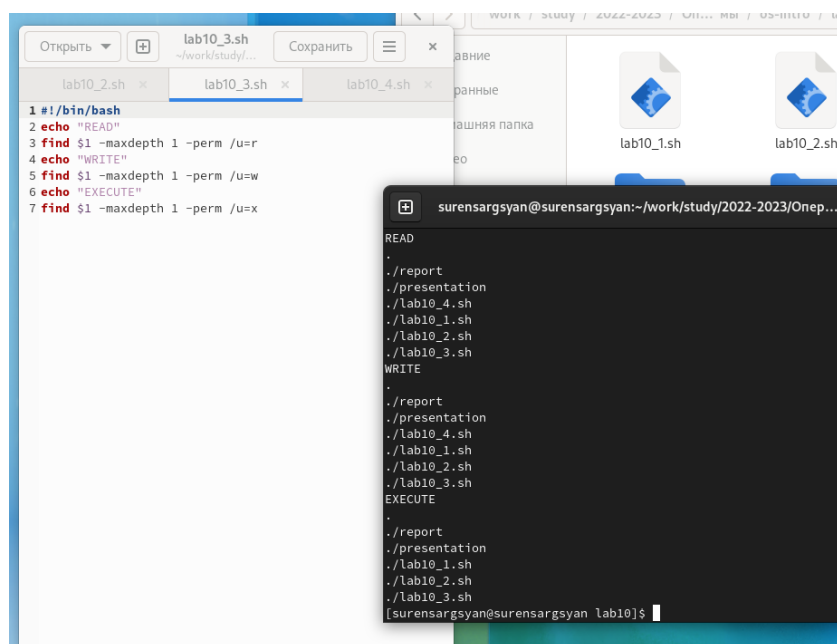 Открыть
lab10_3.sh
~/work/study/...
Сохранить
lab10_2.sh
lab10_3.sh
lab10_4.sh
1 #!/bin/bash
2 echo "READ"
3 find $1 -maxdepth 1 -perm /u=r
4 echo "WRITE"
5 find $1 -maxdepth 1 -perm /u=w
6 echo "EXECUTE"
7 find $1 -maxdepth 1 -perm /u=x
work / study / 2022-2023 / Оп... мы / os-intro /
авние
ранные
ашняя папка
ео
lab10_1.sh
lab10_2.sh
surensargsyan@surensargsyan:~/work/study/2022-2023/Опер...
READ
.
./report
./presentation
./lab10_4.sh
./lab10_1.sh
./lab10_2.sh
./lab10_3.sh
WRITE
.
./report
./presentation
./lab10_4.sh
./lab10_1.sh
./lab10_2.sh
./lab10_3.sh
EXECUTE
.
./report
./presentation
./lab10_1.sh
./lab10_2.sh
./lab10_3.sh
[surensargsyan@surensargsyan lab10]$